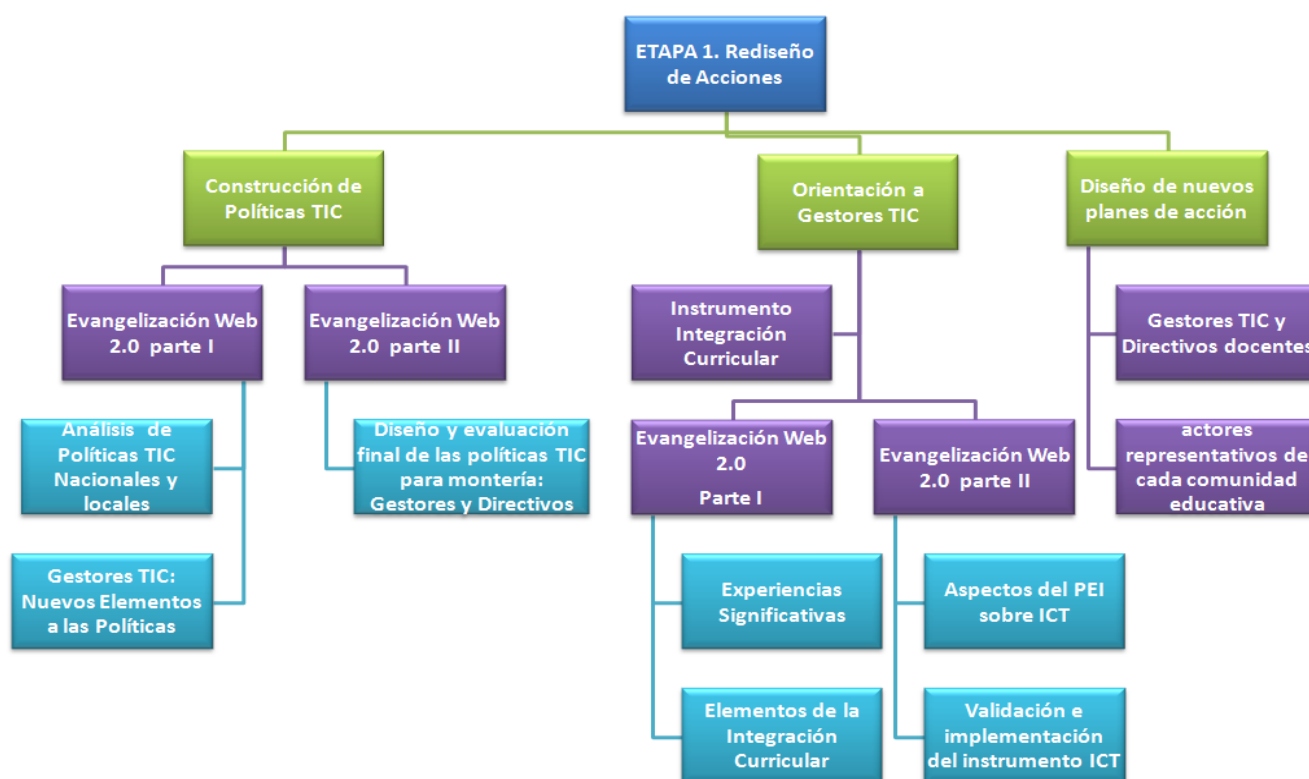 ETAPA 1. Rediseño
de Acciones
Construcción de
Políticas TIC
Orientación a
Gestores TIC
Diseño de nuevos
planes de acción
Evangelización Web
2.0 parte I
Evangelización Web
2.0 parte II
Instrumento
Integración
Curricular
Gestores TIC y
Directivos docentes
Análisis de
Políticas TIC
Nacionales y
locales
Diseño y evaluación
final de las políticas TIC
para montería:
Gestores y Directivos
Evangelización Web
2.0
Parte I
Evangelización Web
2.0 parte II
actores
representativos de
cada comunidad
educativa
Gestores TIC:
Nuevos Elementos
a las Políticas
Experiencias
Significativas
Aspectos del PEI
sobre ICT
Elementos de la
Integración
Curricular
Validación e
implementación
del instrumento ICT